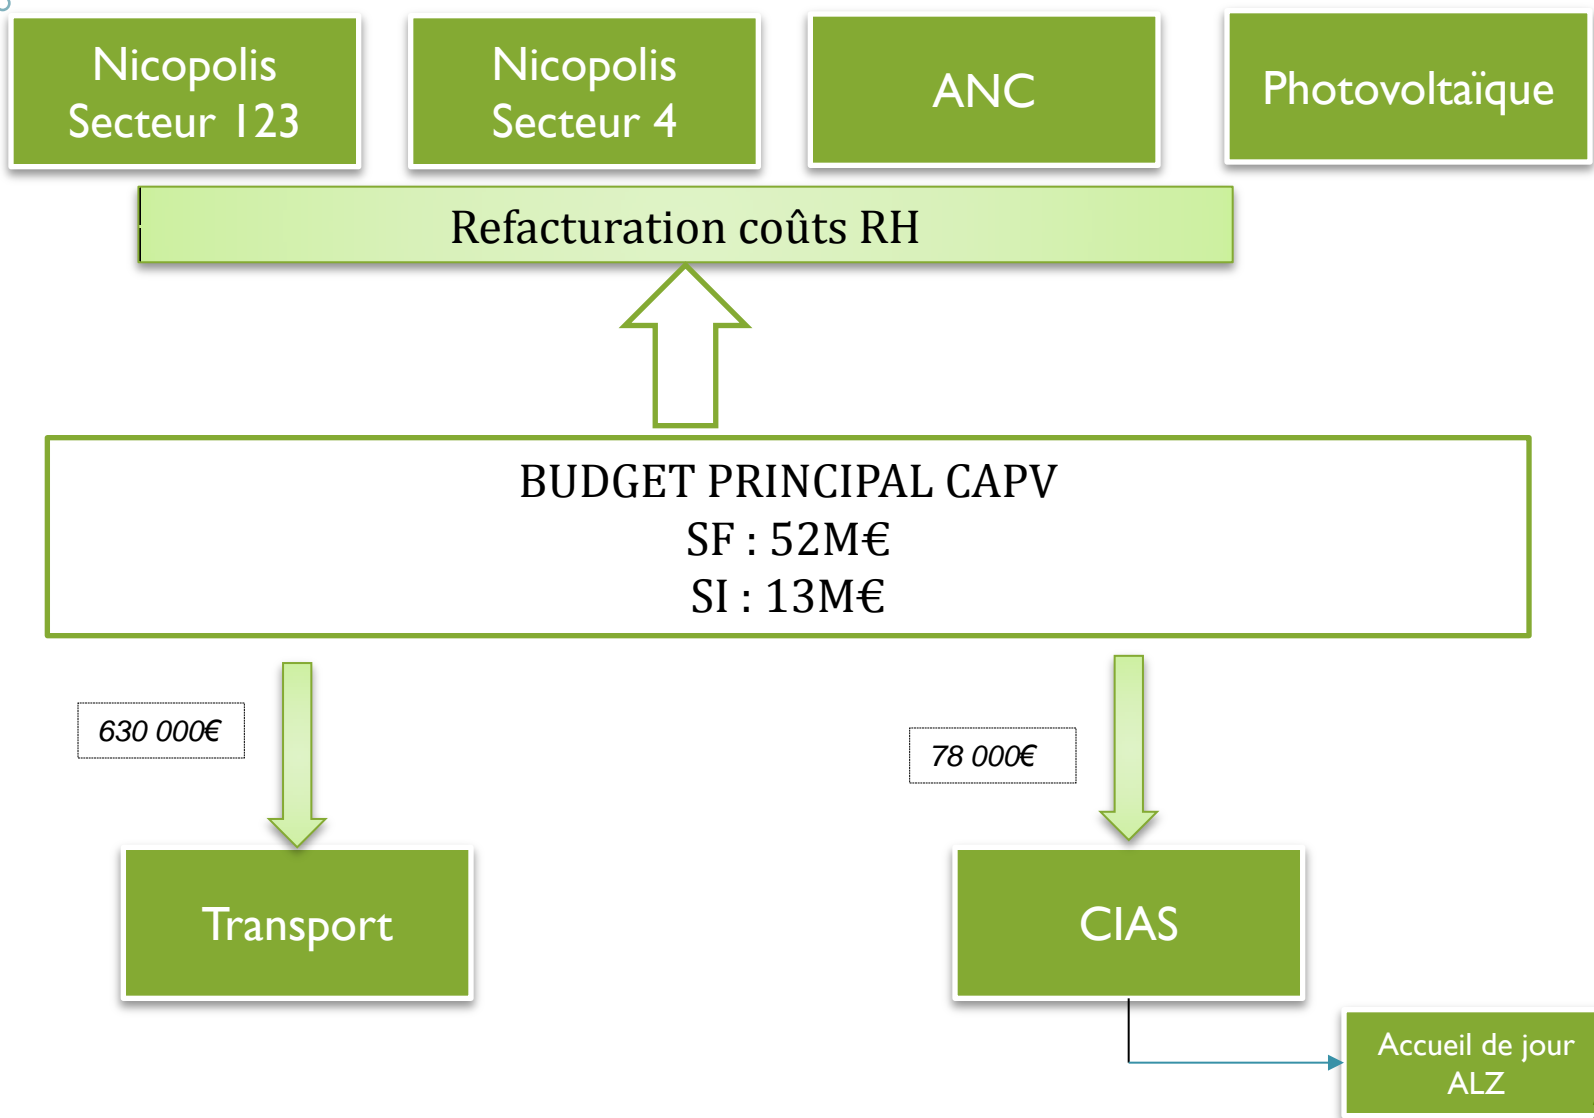 Nicopolis
Secteur 123
Nicopolis
Secteur 4
ANC
Photovoltaïque
Refacturation coûts RH
BUDGET PRINCIPAL CAPV
SF : 52M€
SI : 13M€
630 000€
78 000€
Transport
CIAS
Accueil de jour
ALZ